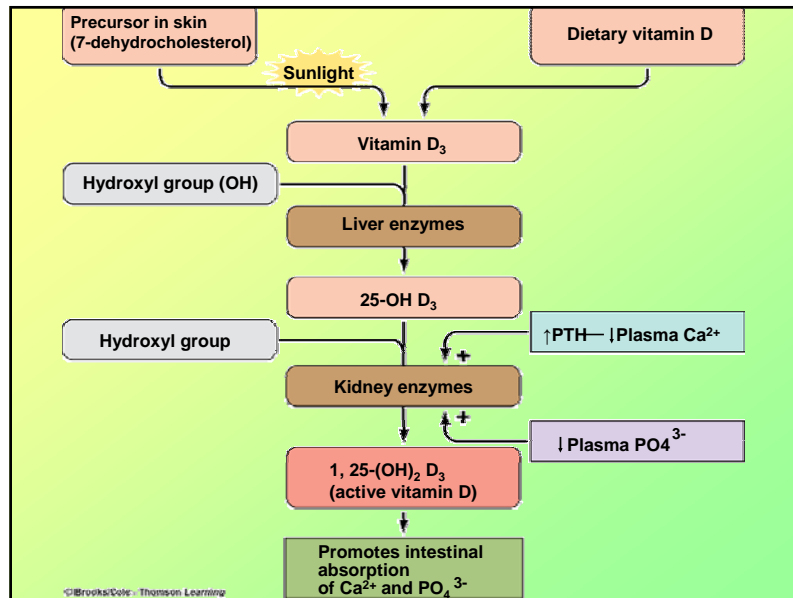 Precursor in skin
(7-dehydrocholesterol)
Dietary vitamin D
Sunlight
Vitamin D₃
Hydroxyl group (OH)
Liver enzymes
25-OH D₃
Hydroxyl group
↑PTH— ↓Plasma Ca²⁺
+
Kidney enzymes
+
↓ Plasma PO4³⁻
1, 25-(OH)₂ D₃
(active vitamin D)
Promotes intestinal
absorption
of Ca²⁺ and PO₄³⁻
©Brooks/Cole - Thomson Learning